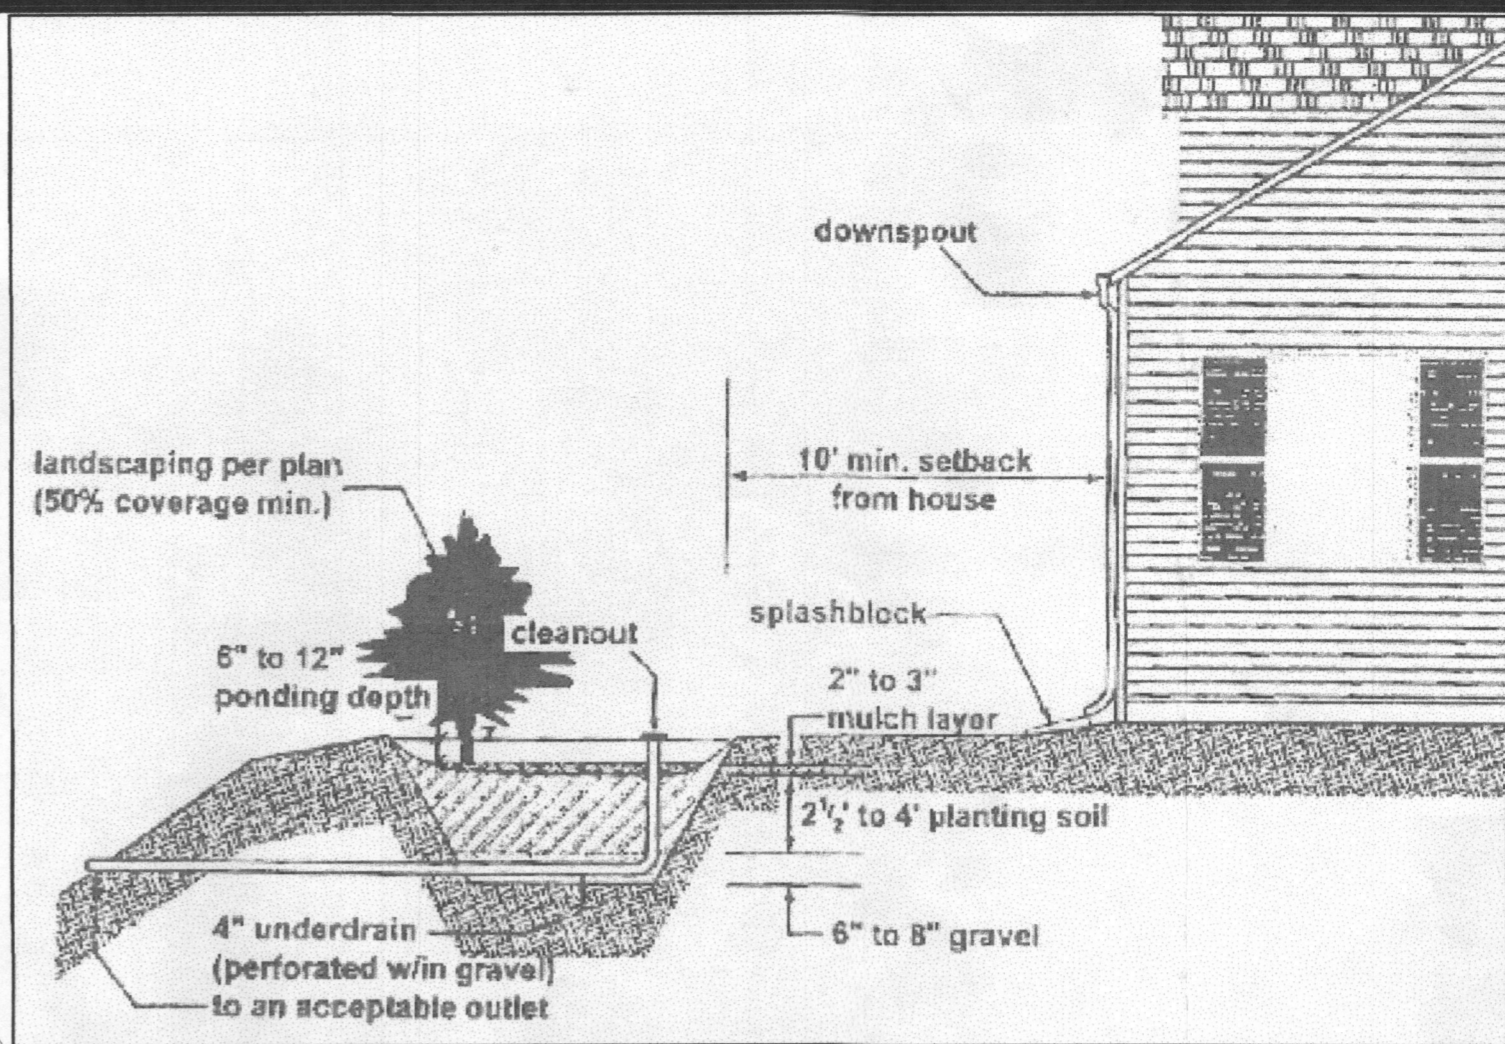 downspout
landscaping per plan
(50% coverage min.)
10' min. setback
from house
splashblock
cleanout
6" to 12"
ponding depth
2" to 3"
mulch layer
2½' to 4' planting soil
4" underdrain
(perforated w/in gravel)
to an acceptable outlet
6" to 8" gravel